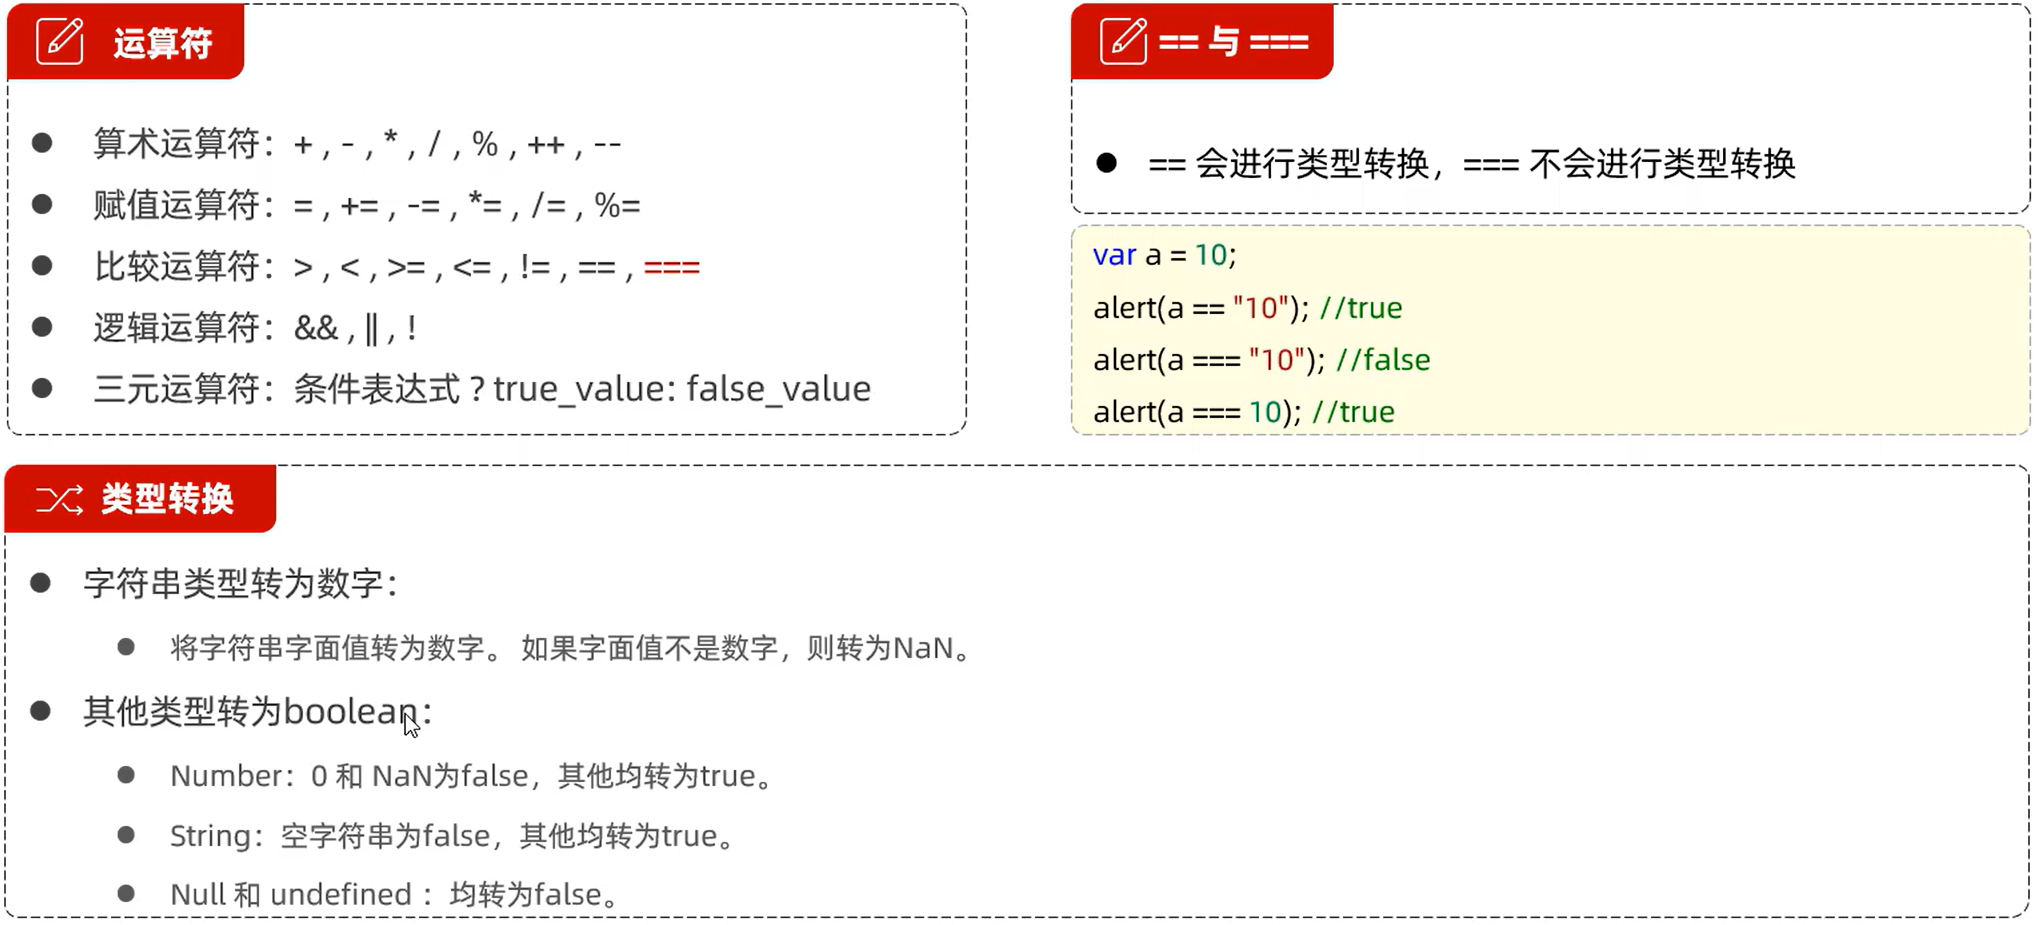 运算符
算术运算符：+ , - , * , / , % , ++ , --
赋值运算符：= , += , -= , *= , /= , %=
比较运算符：> , < , >= , <= , != , == , ===
逻辑运算符：&& , || , !
三元运算符：条件表达式 ? true_value: false_value
== 与 ===
== 会进行类型转换，=== 不会进行类型转换
var a = 10;
alert(a == "10"); //true
alert(a === "10"); //false
alert(a === 10); //true
类型转换
字符串类型转为数字：
将字符串字面值转为数字。 如果字面值不是数字，则转为NaN。
其他类型转为boolean：
Number：0 和 NaN为false，其他均转为true。
String：空字符串为false，其他均转为true。
Null 和 undefined ：均转为false。